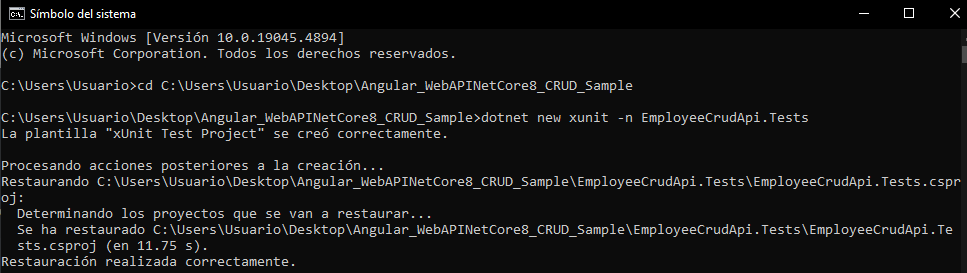 Símbolo del sistema
Microsoft Windows [Versión 10.0.19045.4894]
(c) Microsoft Corporation. Todos los derechos reservados.
C:\Users\Usuario>cd C:\Users\Usuario\Desktop\Angular_WebAPINetCore8_CRUD_Sample
C:\Users\Usuario\Desktop\Angular_WebAPINetCore8_CRUD_Sample>dotnet new xunit -n EmployeeCrudApi.Tests
La plantilla "xUnit Test Project" se creó correctamente.
Procesando acciones posteriores a la creación...
Restaurando C:\Users\Usuario\Desktop\Angular_WebAPINetCore8_CRUD_Sample\EmployeeCrudApi.Tests\EmployeeCrudApi.Tests.cspr
oj:
  Determinando los proyectos que se van a restaurar...
  Se ha restaurado C:\Users\Usuario\Desktop\Angular_WebAPINetCore8_CRUD_Sample\EmployeeCrudApi.Tests\EmployeeCrudApi.Te
  sts.csproj (en 11.75 s).
Restauración realizada correctamente.